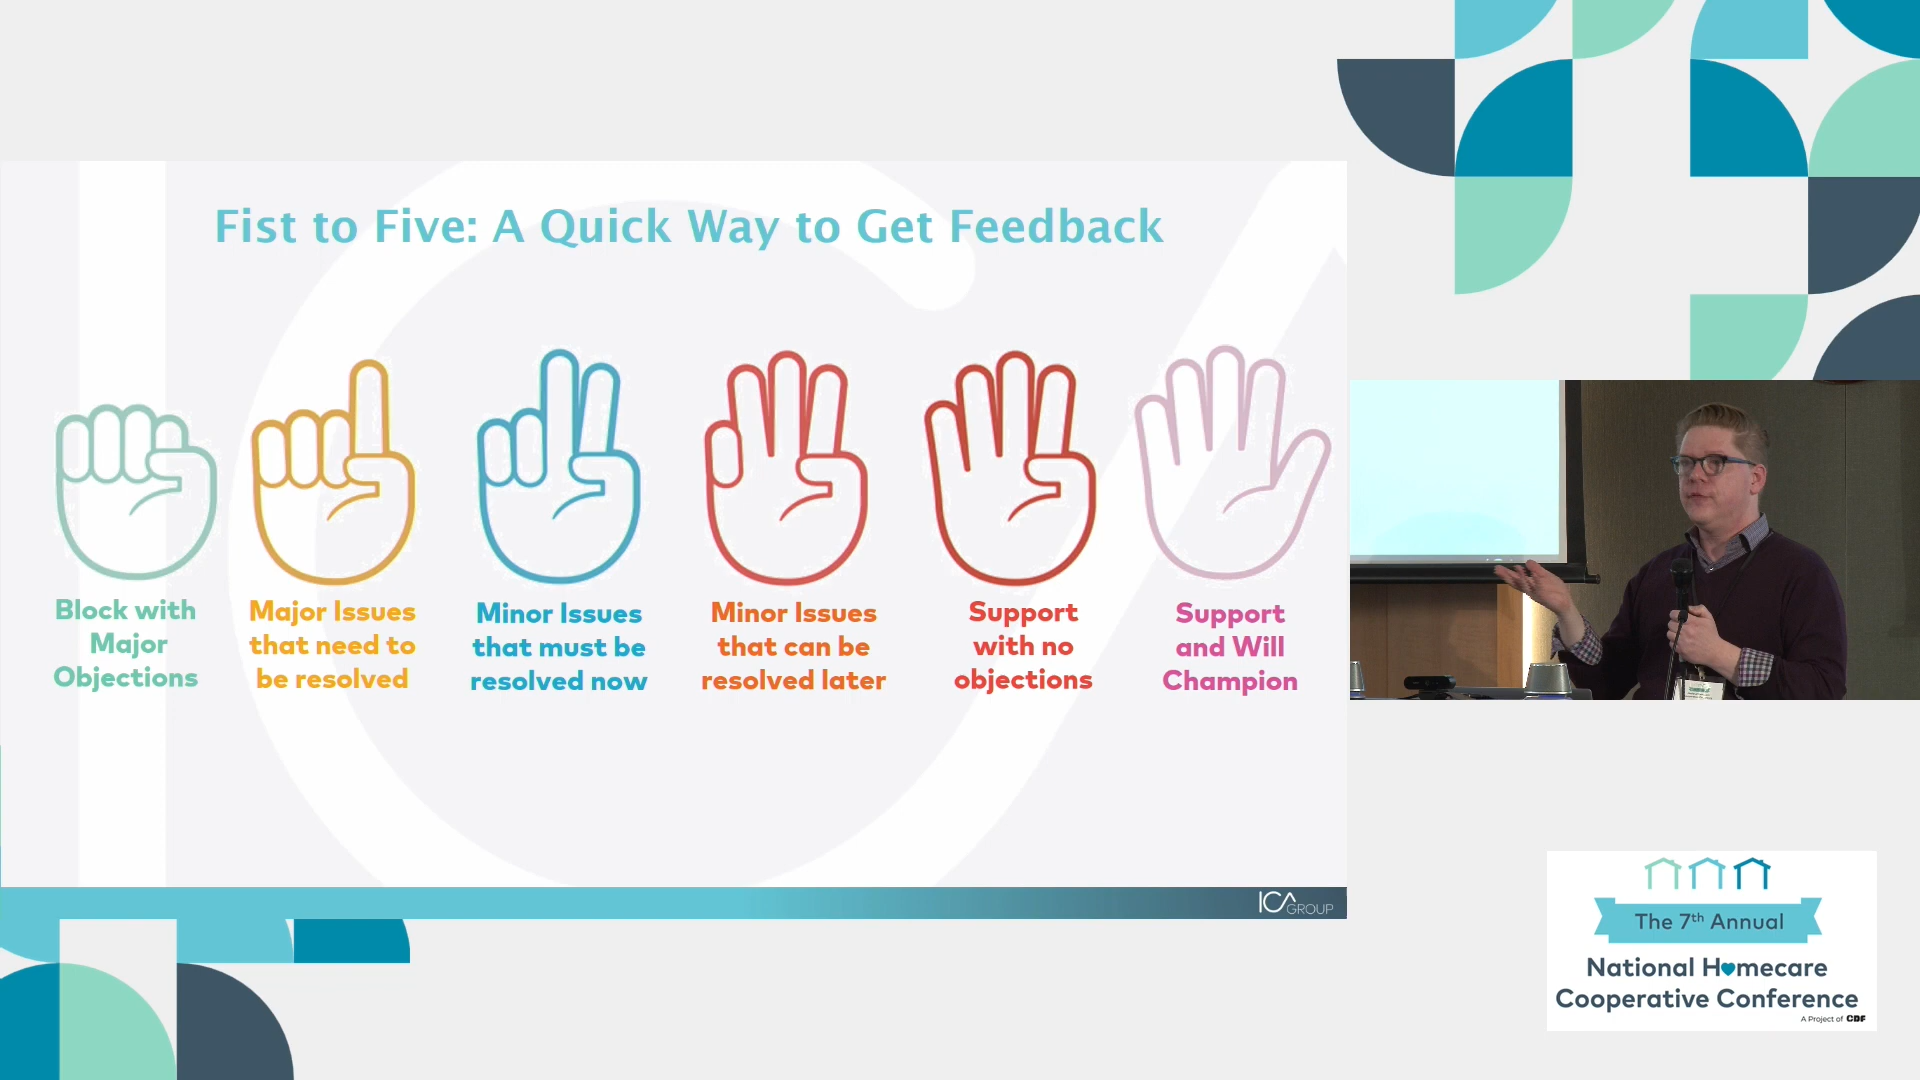 Fist to Five: A Quick Way to Get Feedback
Block with
Major
Objections
Major Issues
that need to
be resolved
Minor Issues
that must be
resolved now
Minor Issues
that can be
resolved later
Support
with no
objections
Support
and Will
Champion
ICA
GROUP
The 7th Annual
National Homecare
Cooperative Conference
A Project of CDF